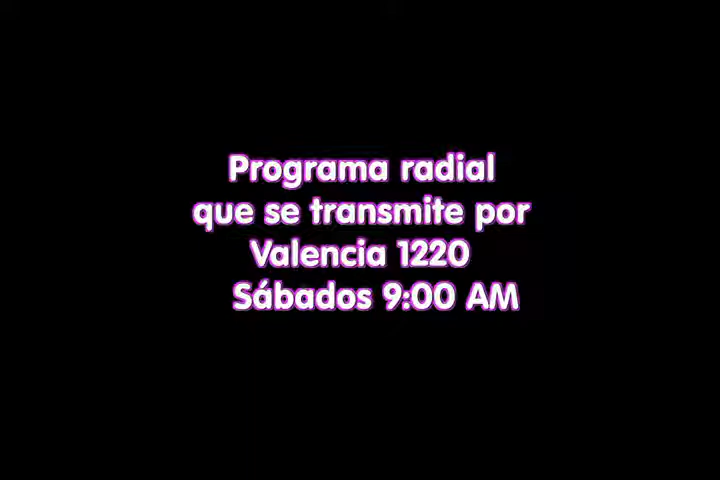 Programa radial
que se transmite por
Valencia 1220
Sábados 9:00 AM